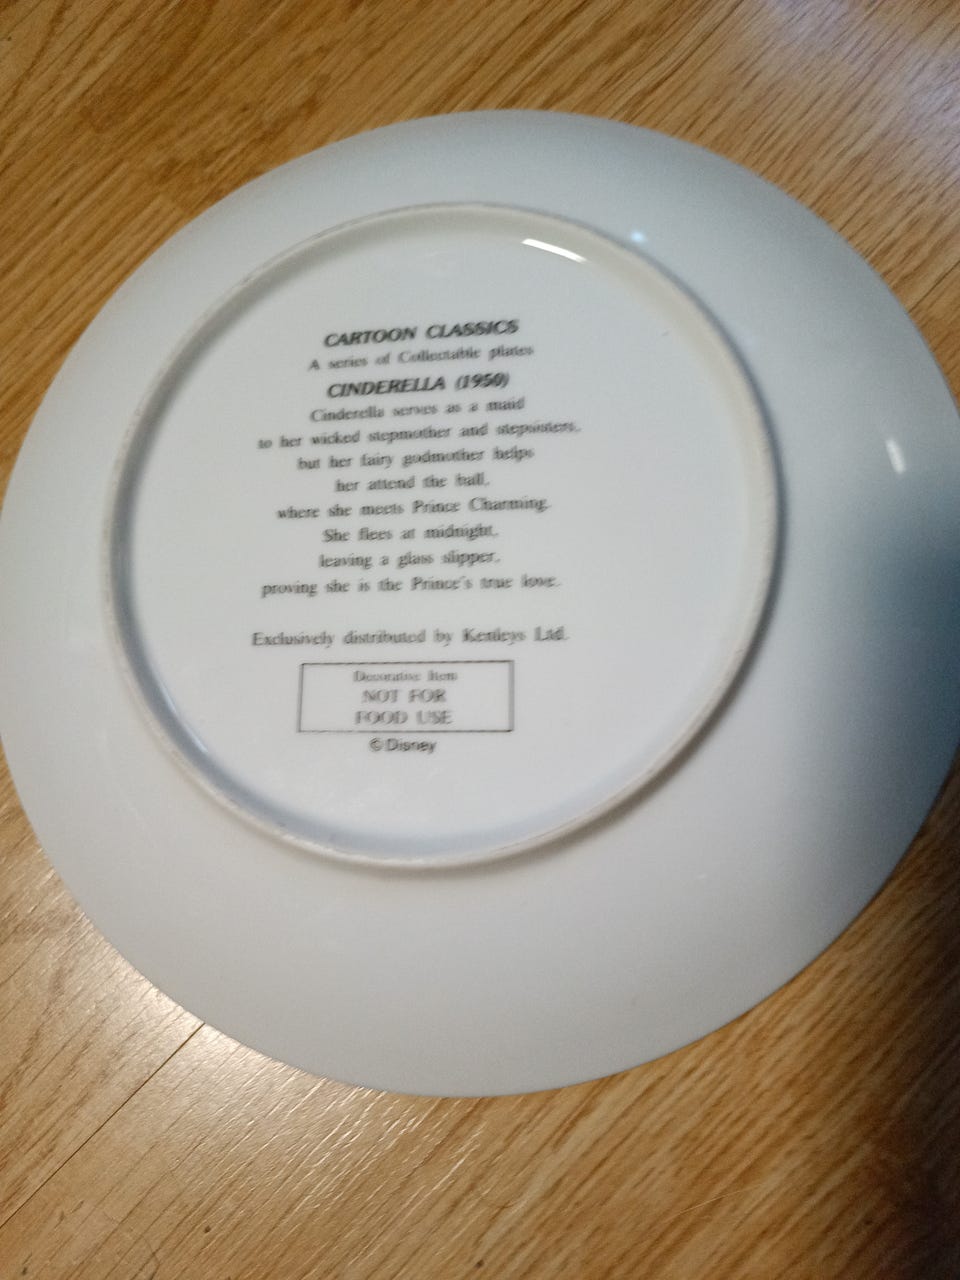 CARTOON CLASSICS
A series of Collectable plates
CINDERELLA (1950)
Cinderella serves as a maid
to her wicked stepmother and stepsisters,
but her fairy godmother helps
her attend the ball,
where she meets Prince Charming.
She flees at midnight,
leaving a glass slipper,
proving she is the Prince's true love.
Exclusively distributed by Kenleys Ltd.
Decorative Item
NOT FOR
FOOD USE
© Disney